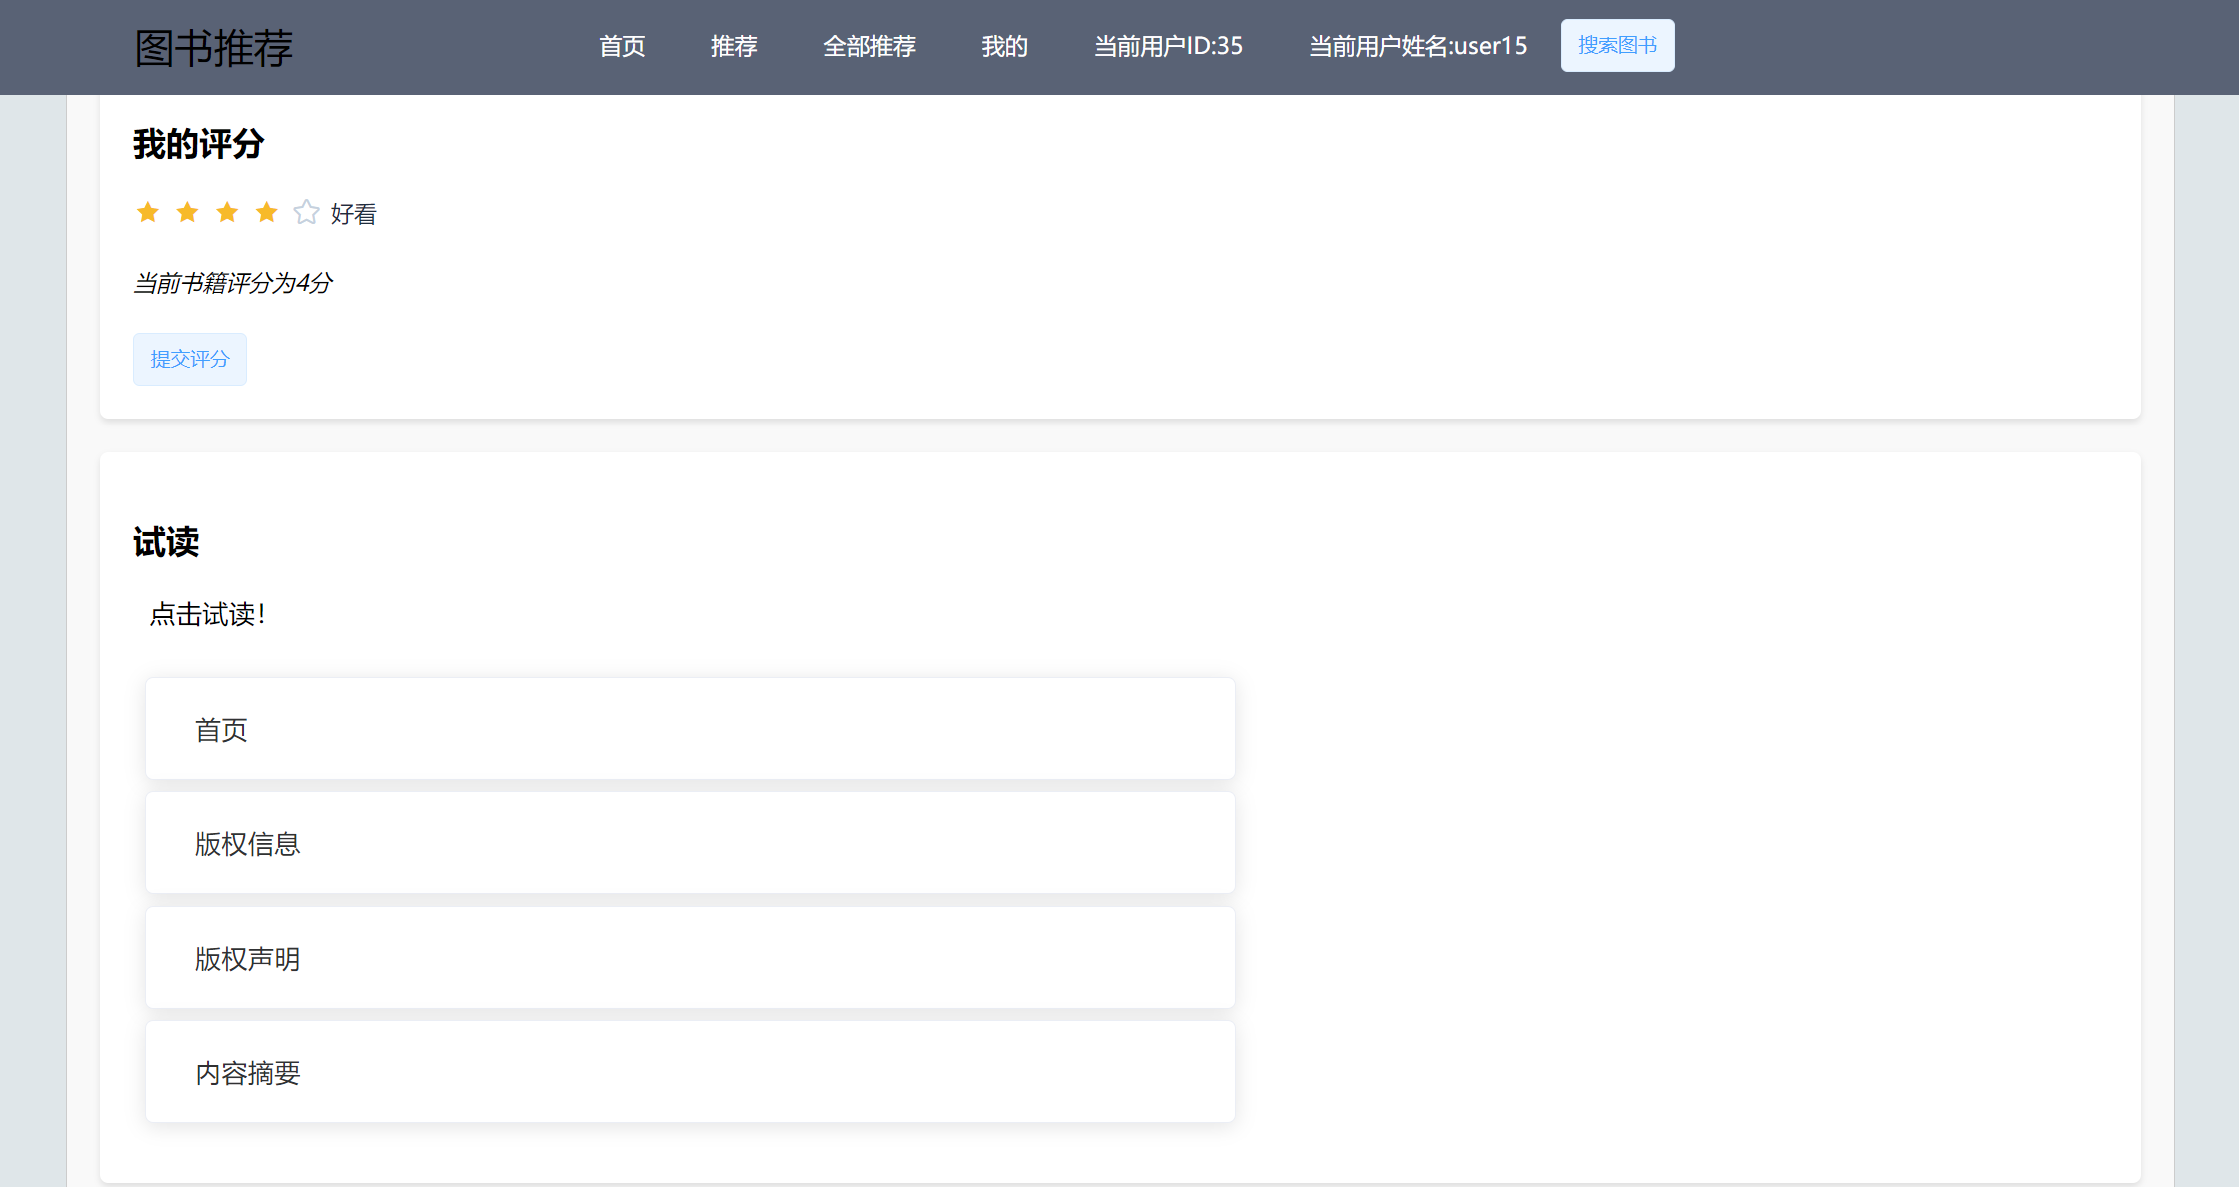 图书推荐 首页 推荐 全部推荐 我的 当前用户ID:35 当前用户姓名:user15 搜索图书
我的评分
好看
当前书籍评分为4分
提交评分
试读
点击试读！
首页
版权信息
版权声明
内容摘要